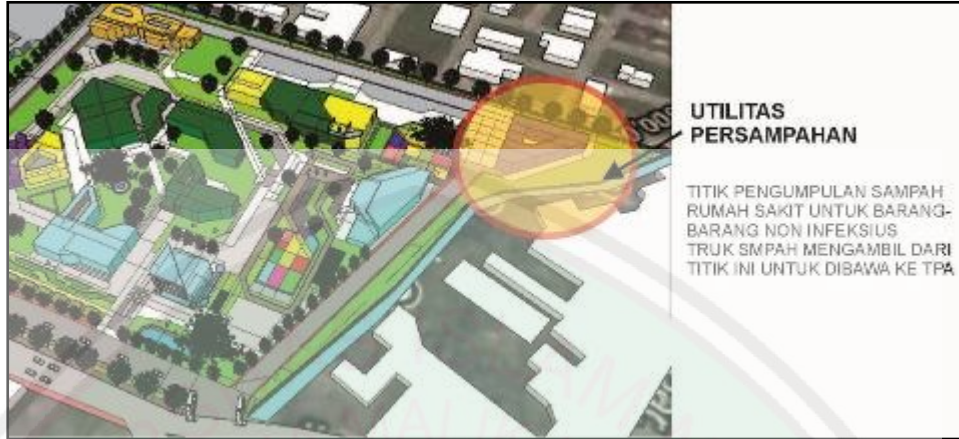 UTILITAS
PERSAMPAHAN
TITIK PENGUMPULAN SAMPAH
RUMAH SAKIT UNTUK BARANG-
BARANG NON INFEKSIUS
TRUK SMPAH MENGAMBIL DARI
TITIK INI UNTUK DIBAWA KE TPA